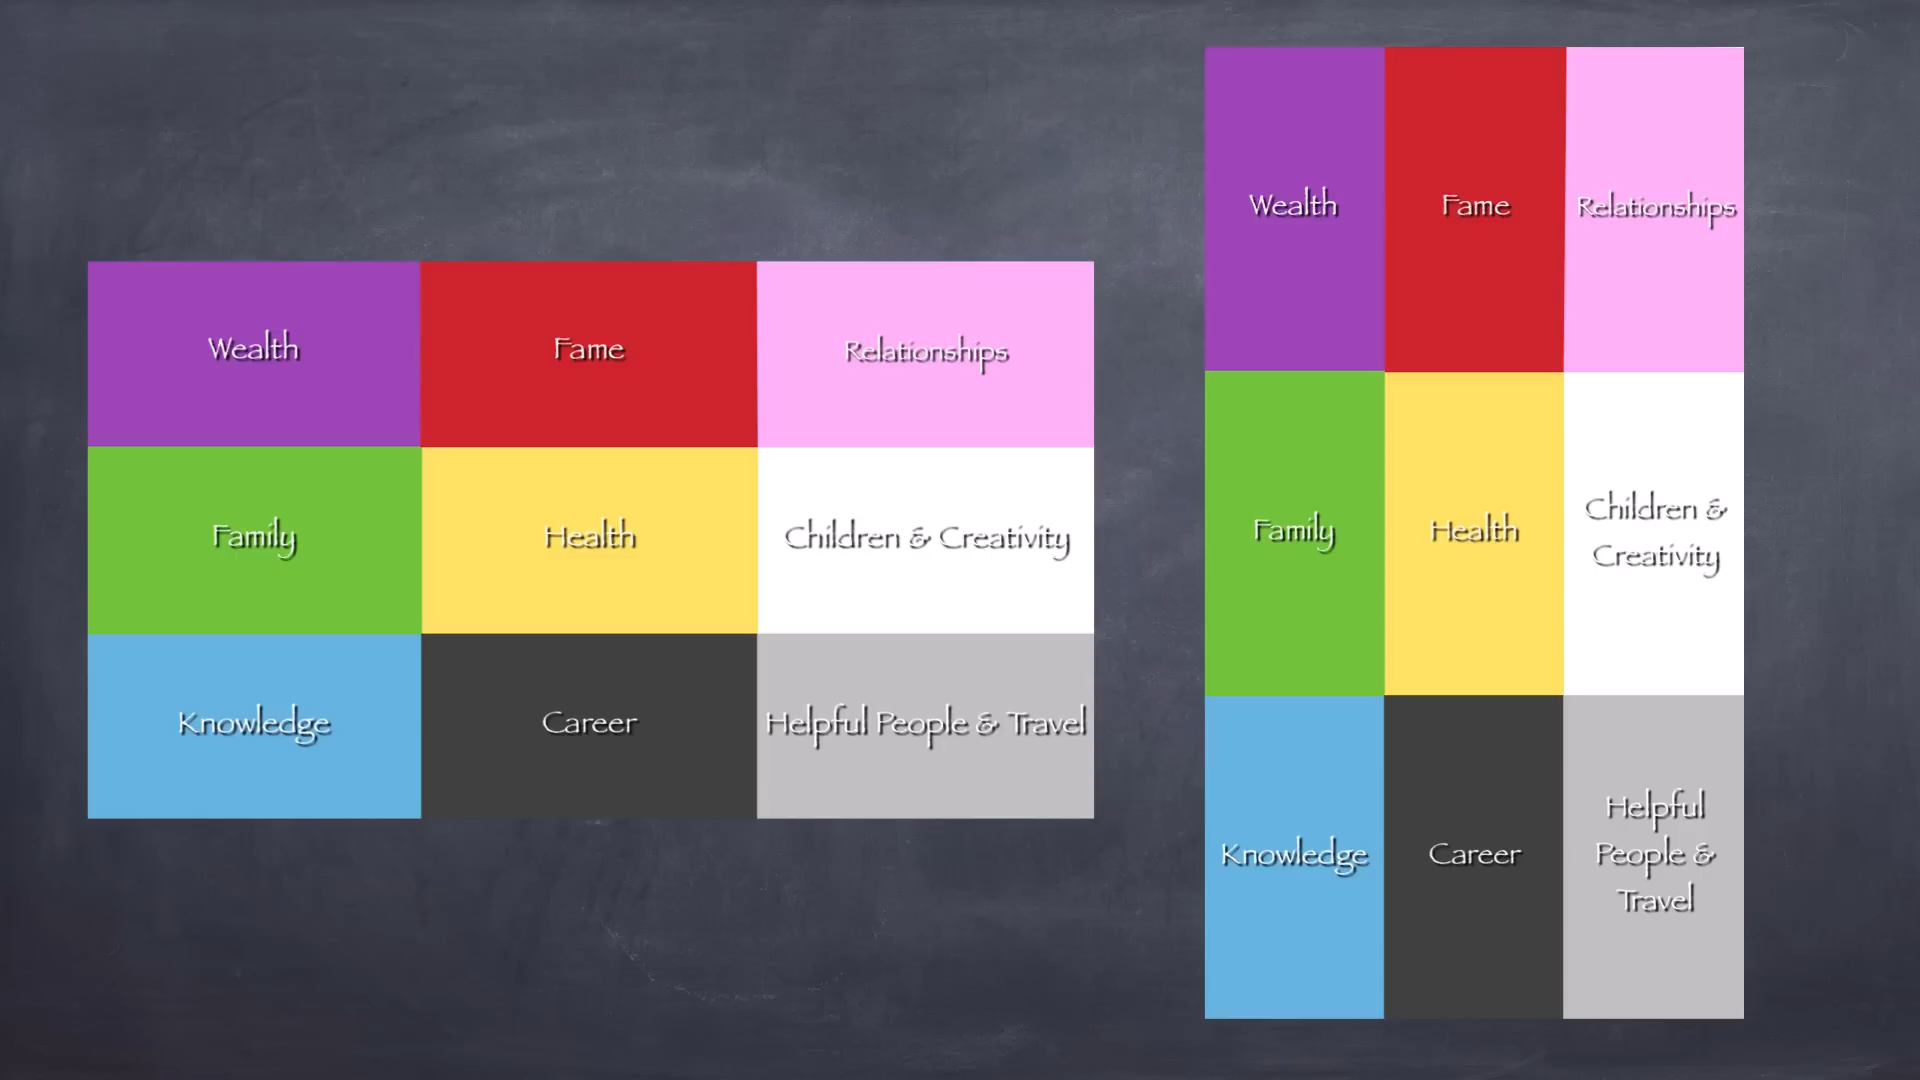 Wealth
Fame
Relationships
Family
Health
Children & Creativity
Knowledge
Career
Helpful People & Travel
Wealth
Fame
Relationships
Family
Health
Children &
Creativity
Knowledge
Career
Helpful
People &
Travel